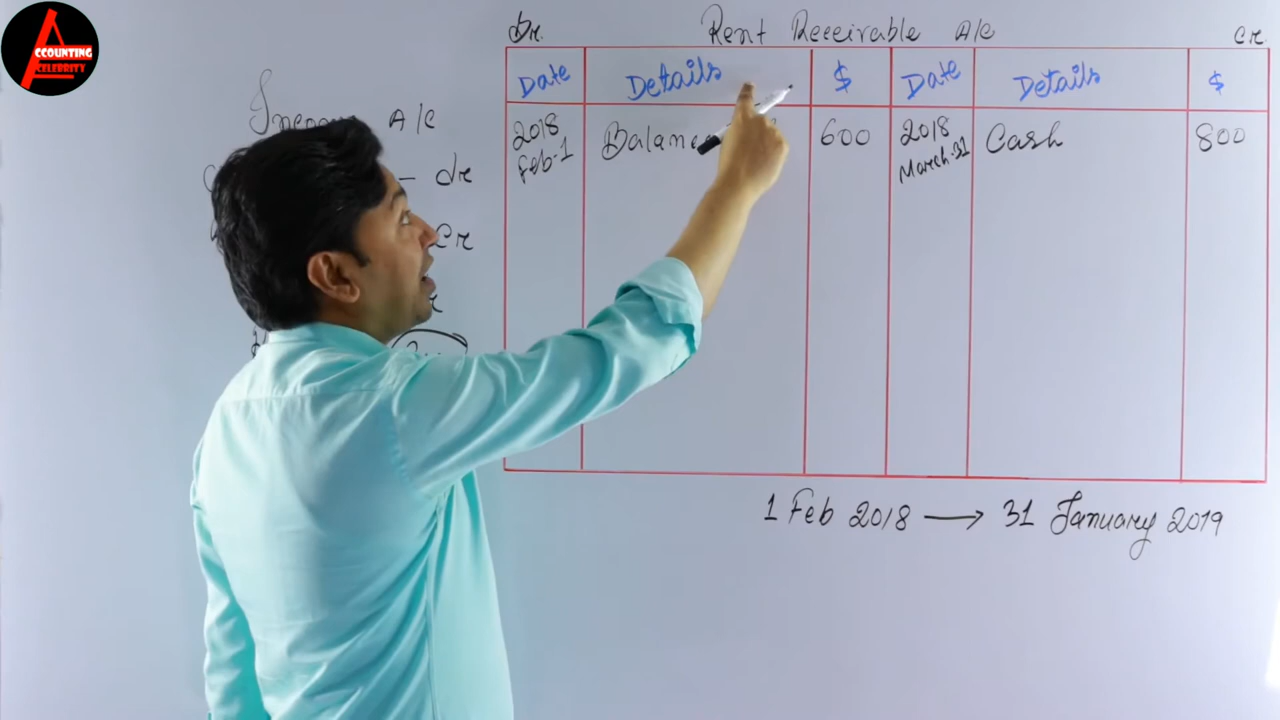 ACCOUNTING
CELEBRITY
Dr. Rent Receivable A/c Cr.
Date Details $ Date Details $
2018 Feb-1 Balance 600 2018 March-31 Cash 800
A/c
- dr
Cr
1 Feb 2018 → 31 January 2019